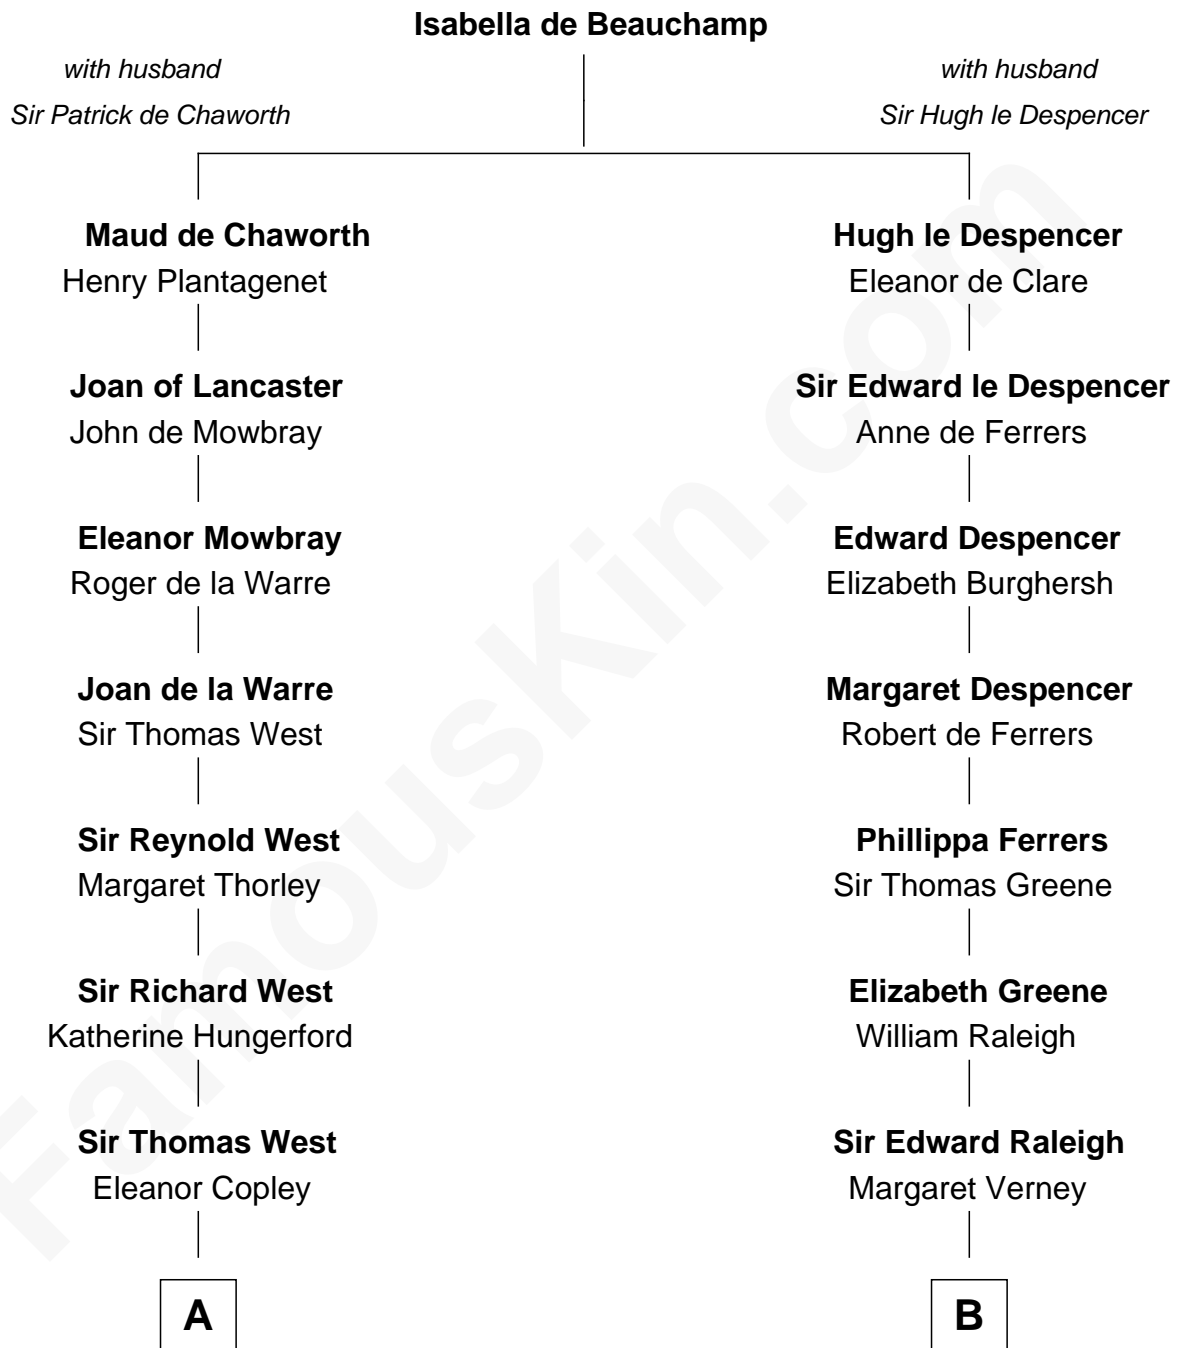 Isabella de Beauchamp
with husband
Sir Patrick de Chaworth
with husband
Sir Hugh le Despencer
Maud de Chaworth
Henry Plantagenet
Hugh le Despencer
Eleanor de Clare
Joan of Lancaster
John de Mowbray
Sir Edward le Despencer
Anne de Ferrers
Eleanor Mowbray
Roger de la Warre
Edward Despencer
Elizabeth Burghersh
Joan de la Warre
Sir Thomas West
Margaret Despencer
Robert de Ferrers
Sir Reynold West
Margaret Thorley
Phillippa Ferrers
Sir Thomas Greene
Sir Richard West
Katherine Hungerford
Elizabeth Greene
William Raleigh
Sir Thomas West
Eleanor Copley
Sir Edward Raleigh
Margaret Verney
A
B
FamousKin.com